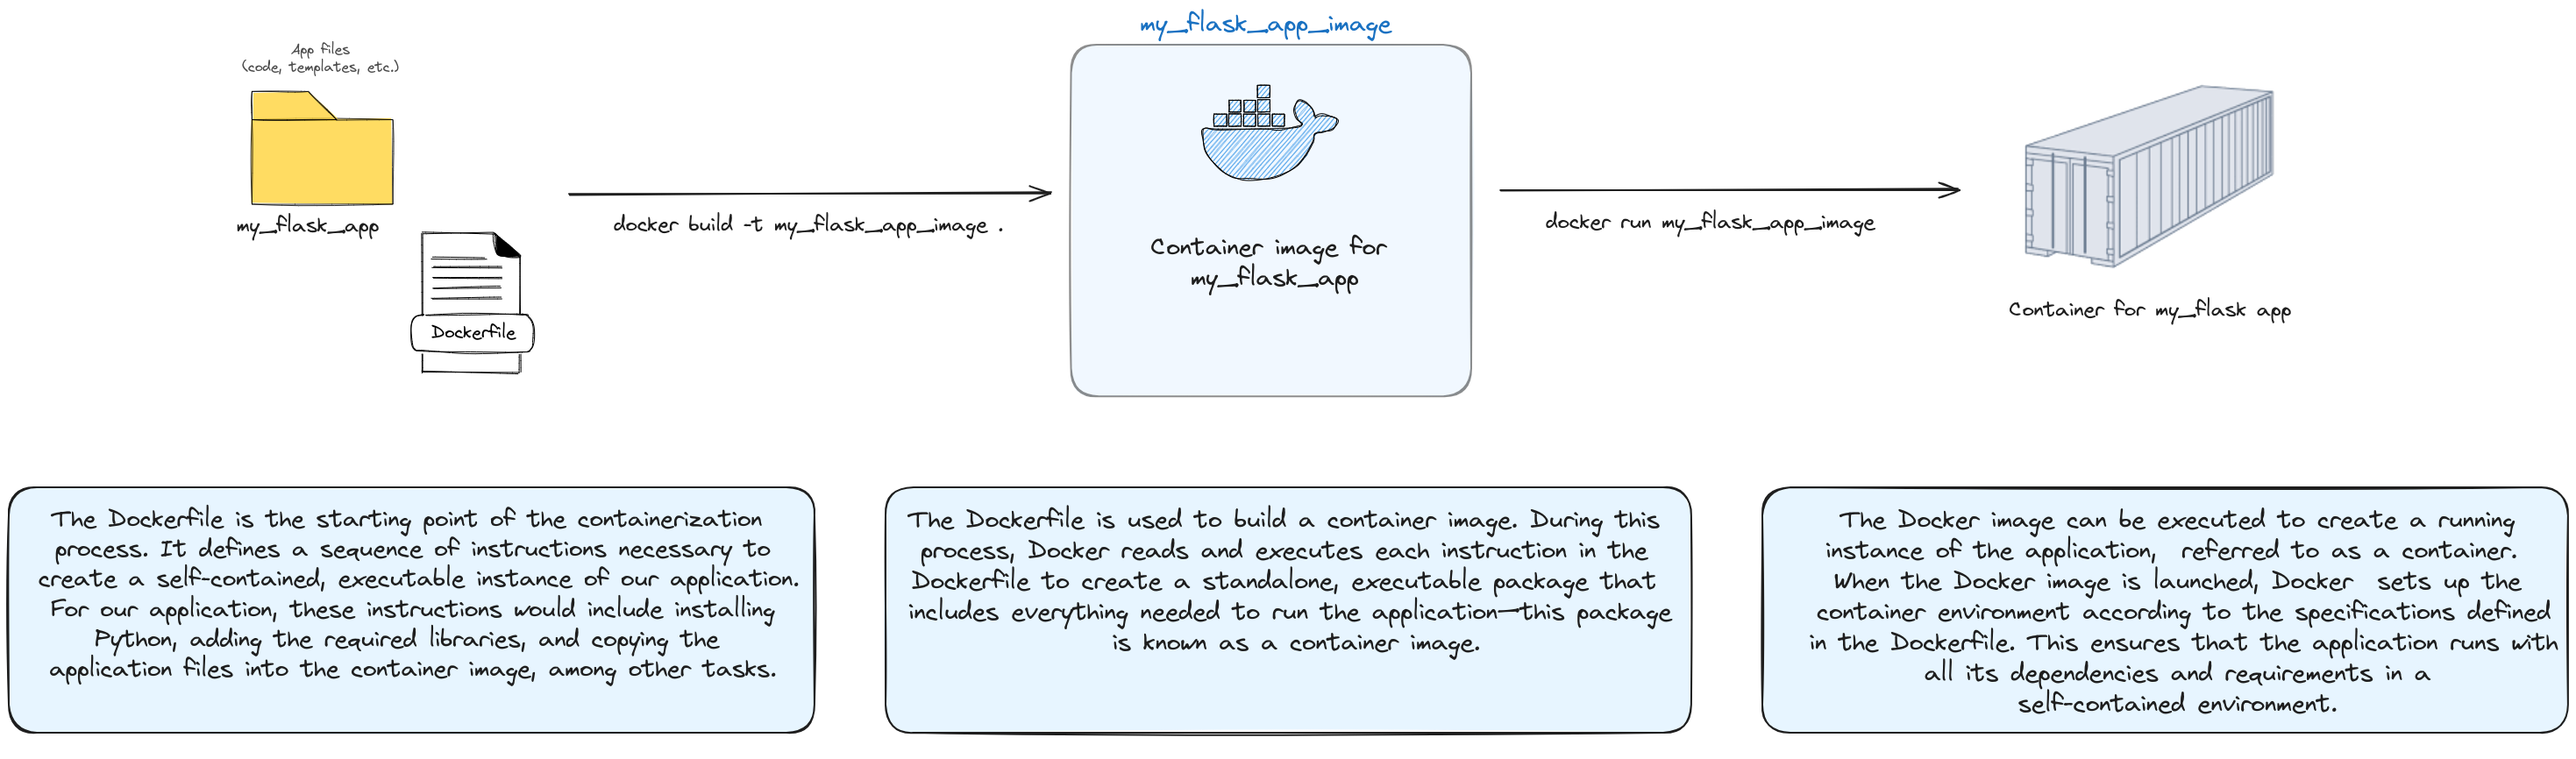 my_flask_app_image
App files
(code, templates, etc.)
my_flask_app
Dockerfile
docker build -t my_flask_app_image .
Container image for
my_flask_app
docker run my_flask_app_image
Container for my_flask app
The Dockerfile is the starting point of the containerization
process. It defines a sequence of instructions necessary to
create a self-contained, executable instance of our application.
For our application, these instructions would include installing
Python, adding the required libraries, and copying the
application files into the container image, among other tasks.
The Dockerfile is used to build a container image. During this
process, Docker reads and executes each instruction in the
Dockerfile to create a standalone, executable package that
includes everything needed to run the application—this package
is known as a container image.
The Docker image can be executed to create a running
instance of the application,  referred to as a container.
When the Docker image is launched, Docker  sets up the
container environment according to the specifications defined
in the Dockerfile. This ensures that the application runs with
all its dependencies and requirements in a
self-contained environment.